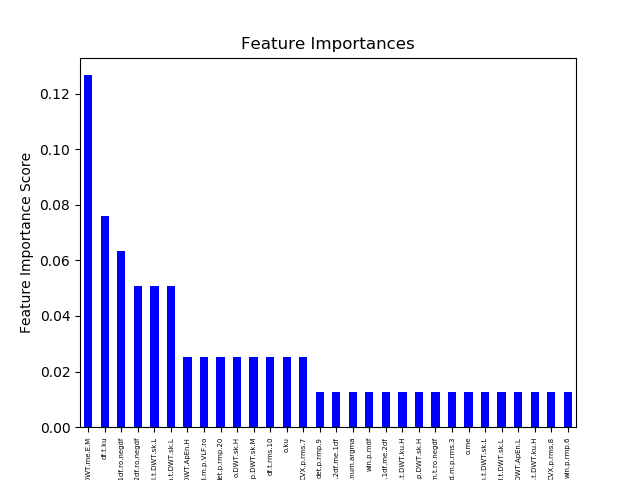 Feature Importances
Feature Importance Score
0.12
0.10
0.08
0.06
0.04
0.02
0.00
DWT.me.E.M
df.t.ku
1df.ro.negdf
2df.ro.negdf
.t.DWT.sk.L
.t.DWT.sk.L
DWT.ApEn.H
.m.p.VLF.ro
det.p.rmp.20
o.DWT.sk.H
p.DWT.sk.M
df.t.rms.10
o.ku
CVX.p.rms.7
det.p.rmp.9
.2df.me.1df
num.argma
win.p.mdf
.1df.me.2df
.t.DWT.ku.H
.p.DWT.sk.H
m.t.ro.negdf
d.m.p.rms.3
o.me
.t.DWT.sk.L
.t.DWT.sk.L
DWT.ApEn.L
.t.DWT.ku.H
CVX.p.rms.8
win.p.rmp.6